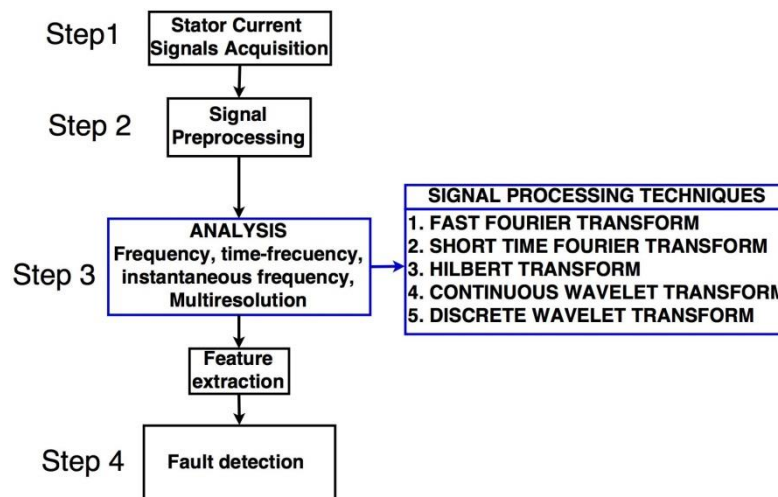 Step1
Stator Current
Signals Acquisition
Step 2
Signal
Preprocessing
Step 3
ANALYSIS
Frequency, time-frecuency,
instantaneous frequency,
Multiresolution
SIGNAL PROCESSING TECHNIQUES
1. FAST FOURIER TRANSFORM
2. SHORT TIME FOURIER TRANSFORM
3. HILBERT TRANSFORM
4. CONTINUOUS WAVELET TRANSFORM
5. DISCRETE WAVELET TRANSFORM
Feature
extraction
Step 4
Fault detection